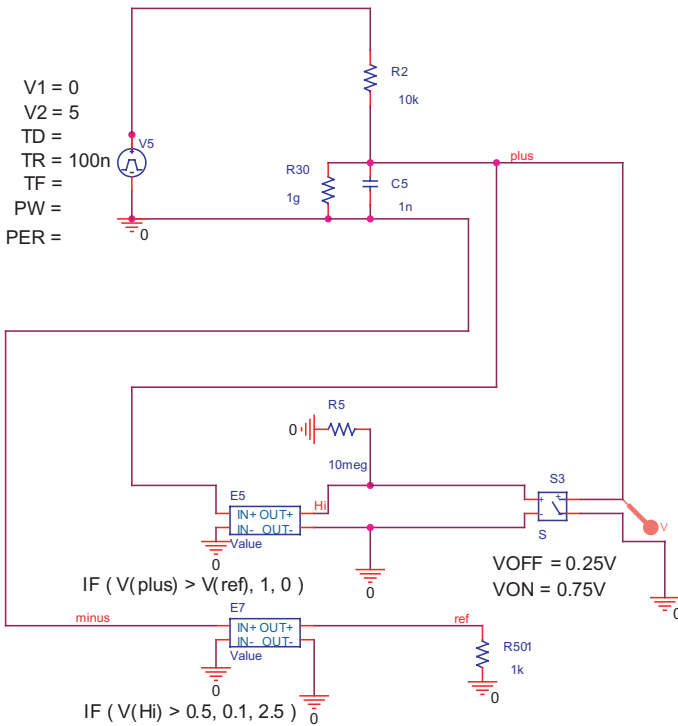 V1 = 0
V2 = 5
TD =
TR = 100n
TF =
PW =
PER =
V5
0
R2
10k
R30
1g
C5
1n
plus
R5
0
10meg
E5
IN+ OUT+
IN- OUT-
Value
Hi
0
0
IF ( V(plus) > V(ref), 1, 0 )
S3
S
VOFF = 0.25V
VON = 0.75V
V
0
minus
E7
IN+ OUT+
IN- OUT-
Value
ref
R501
1k
0
0
0
IF ( V(Hi) > 0.5, 0.1, 2.5 )